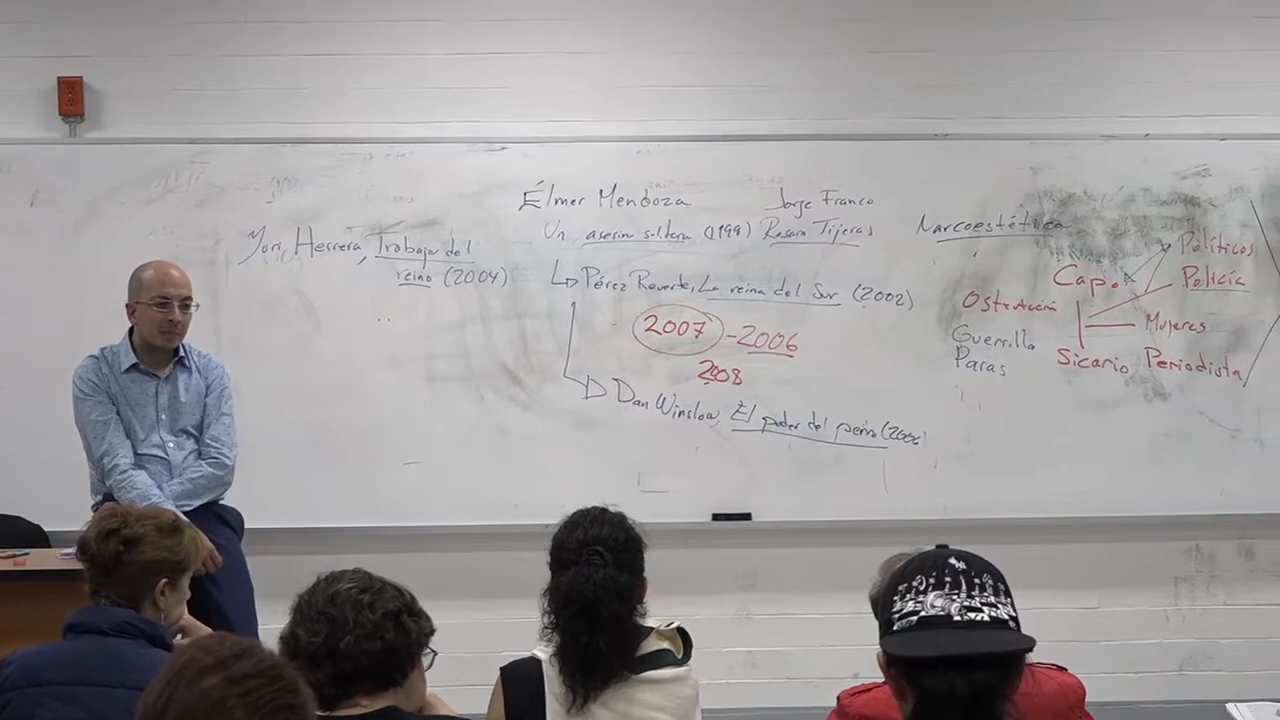 Élmer Mendoza
Jorge Franco
Un asesino solitario (1999) Rosario Tijeras
Yuri, Herrera, Trabajos del
reino (2004)
Pérez Reverte, La reina del Sur (2002)
2007 - 2006
2008
Dan Winslow, El poder del perro (200
Narcoestética
Políticos
Capo
Policía
Ostentación
Mujeres
Guerrilla
Paras
Sicario Periodista